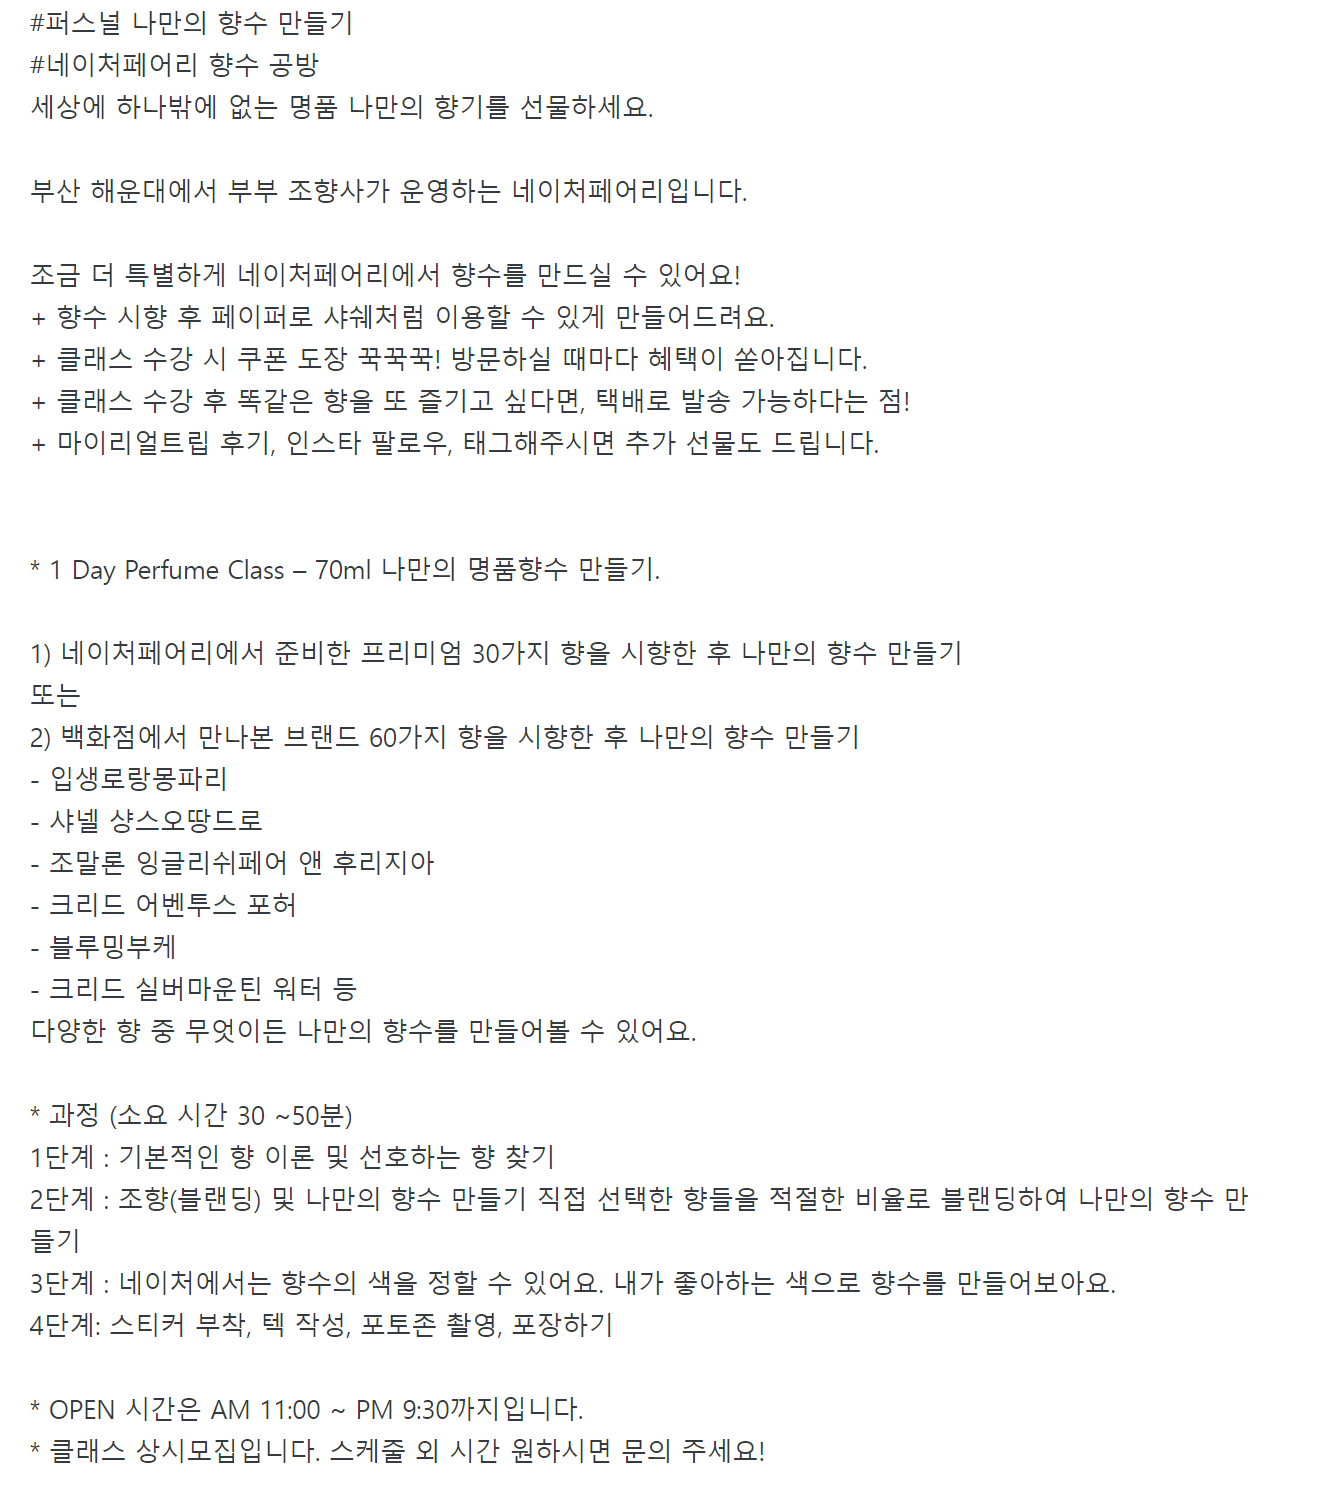 #퍼스널 나만의 향수 만들기
#네이처페어리 향수 공방
세상에 하나밖에 없는 명품 나만의 향기를 선물하세요.
부산 해운대에서 부부 조향사가 운영하는 네이처페어리입니다.
조금 더 특별하게 네이처페어리에서 향수를 만드실 수 있어요!
+ 향수 시향 후 페이퍼로 샤쉐처럼 이용할 수 있게 만들어드려요.
+ 클래스 수강 시 쿠폰 도장 꾹꾹꾹! 방문하실 때마다 혜택이 쏟아집니다.
+ 클래스 수강 후 똑같은 향을 또 즐기고 싶다면, 택배로 발송 가능하다는 점!
+ 마이리얼트립 후기, 인스타 팔로우, 태그해주시면 추가 선물도 드립니다.
* 1 Day Perfume Class – 70ml 나만의 명품향수 만들기.
1) 네이처페어리에서 준비한 프리미엄 30가지 향을 시향한 후 나만의 향수 만들기
또는
2) 백화점에서 만나본 브랜드 60가지 향을 시향한 후 나만의 향수 만들기
- 입생로랑몽파리
- 샤넬 샹스오땅드로
- 조말론 잉글리쉬페어 앤 후리지아
- 크리드 어벤투스 포허
- 블루밍부케
- 크리드 실버마운틴 워터 등
다양한 향 중 무엇이든 나만의 향수를 만들어볼 수 있어요.
* 과정 (소요 시간 30 ~50분)
1단계 : 기본적인 향 이론 및 선호하는 향 찾기
2단계 : 조향(블랜딩) 및 나만의 향수 만들기 직접 선택한 향들을 적절한 비율로 블랜딩하여 나만의 향수 만
들기
3단계 : 네이처에서는 향수의 색을 정할 수 있어요. 내가 좋아하는 색으로 향수를 만들어보아요.
4단계: 스티커 부착, 텍 작성, 포토존 촬영, 포장하기
* OPEN 시간은 AM 11:00 ~ PM 9:30까지입니다.
* 클래스 상시모집입니다. 스케줄 외 시간 원하시면 문의 주세요!